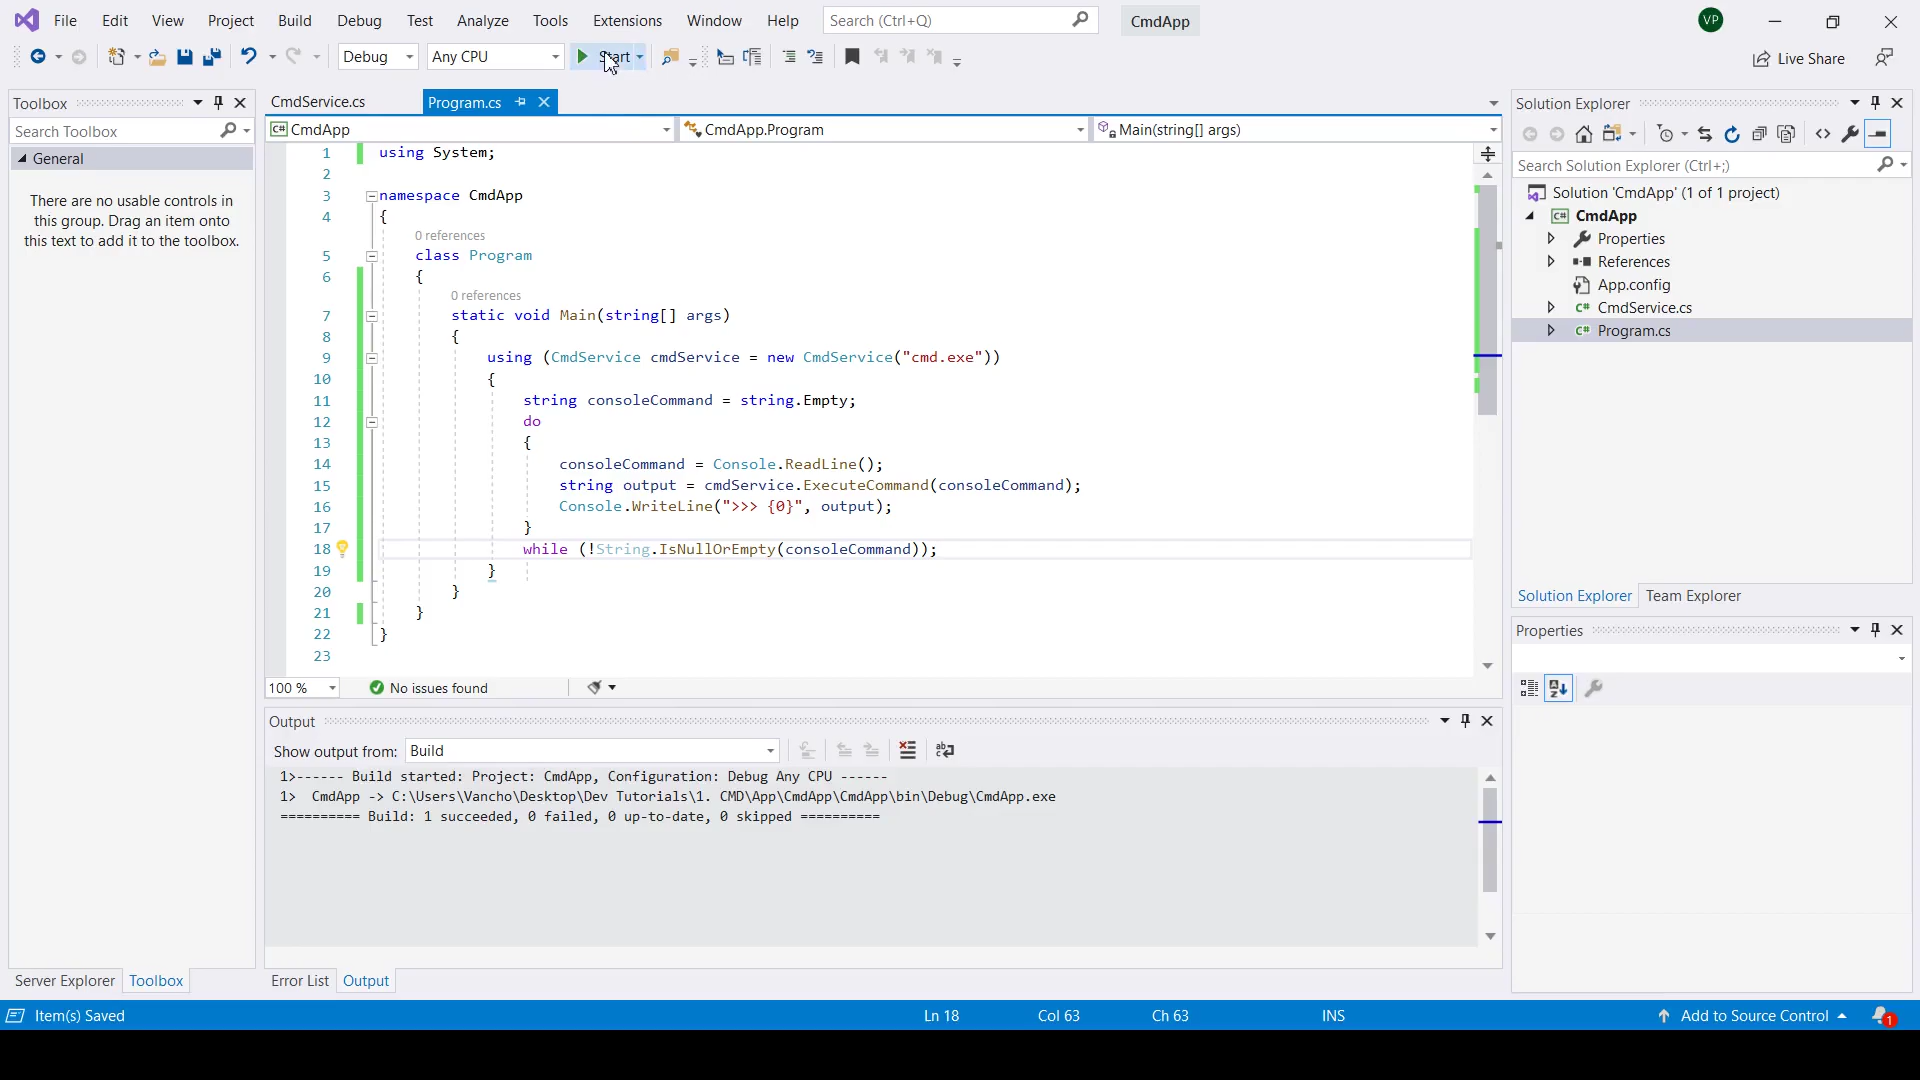 File Edit View Project Build Debug Test Analyze Tools Extensions Window Help Search (Ctrl+Q) CmdApp VP
Debug Any CPU Start Live Share
Toolbox
Search Toolbox
General
There are no usable controls in
this group. Drag an item onto
this text to add it to the toolbox.
Server Explorer Toolbox
CmdService.cs Program.cs
C# CmdApp CmdApp.Program Main(string[] args)
1 using System;
2
3 namespace CmdApp
4 {
0 references
5 class Program
6 {
0 references
7 static void Main(string[] args)
8 {
9 using (CmdService cmdService = new CmdService("cmd.exe"))
10 {
11 string consoleCommand = string.Empty;
12 do
13 {
14 consoleCommand = Console.ReadLine();
15 string output = cmdService.ExecuteCommand(consoleCommand);
16 Console.WriteLine(">>> {0}", output);
17 }
18 while (!String.IsNullOrEmpty(consoleCommand));
19 }
20 }
21 }
22 }
23
100 % No issues found
Output
Show output from: Build
1>------ Build started: Project: CmdApp, Configuration: Debug Any CPU ------
1> CmdApp -> C:\Users\Vancho\Desktop\Dev Tutorials\1. CMD\App\CmdApp\CmdApp\bin\Debug\CmdApp.exe
========== Build: 1 succeeded, 0 failed, 0 up-to-date, 0 skipped ==========
Error List Output
Solution Explorer
Search Solution Explorer (Ctrl+;)
Solution 'CmdApp' (1 of 1 project)
C# CmdApp
Properties
References
App.config
C# CmdService.cs
C# Program.cs
Solution Explorer Team Explorer
Properties
Item(s) Saved Ln 18 Col 63 Ch 63 INS Add to Source Control 1